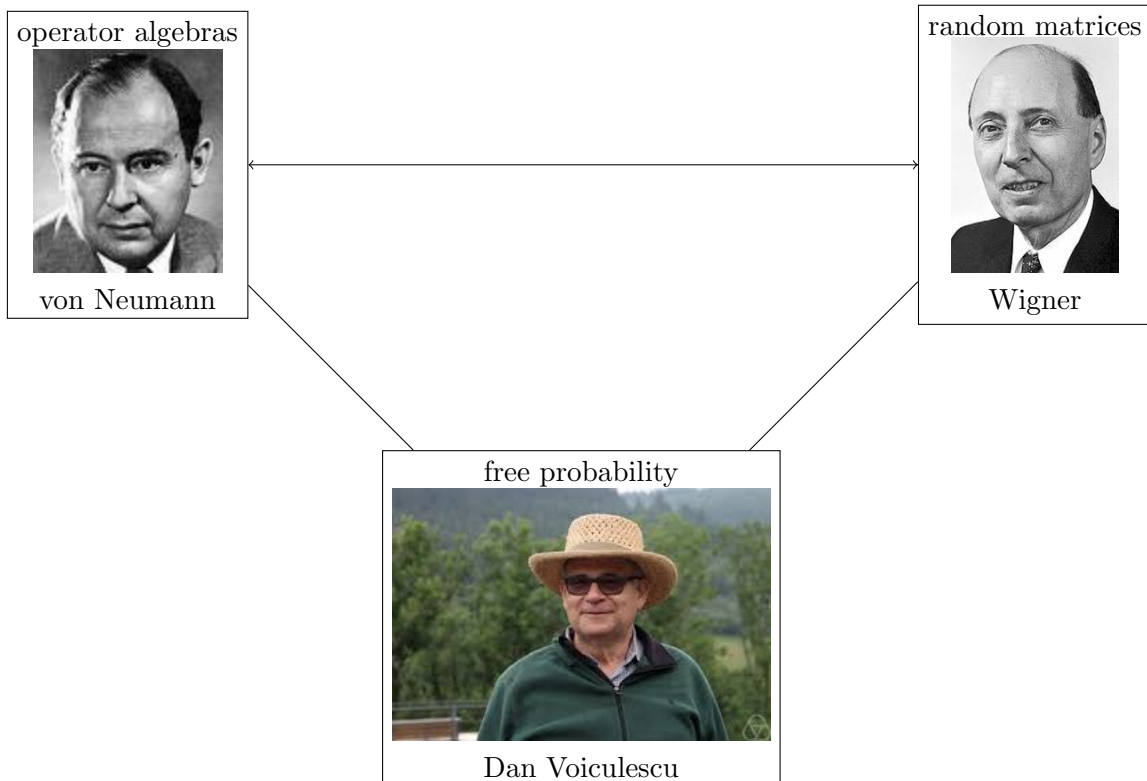 operator algebras
random matrices
von Neumann
Wigner
free probability
Dan Voiculescu